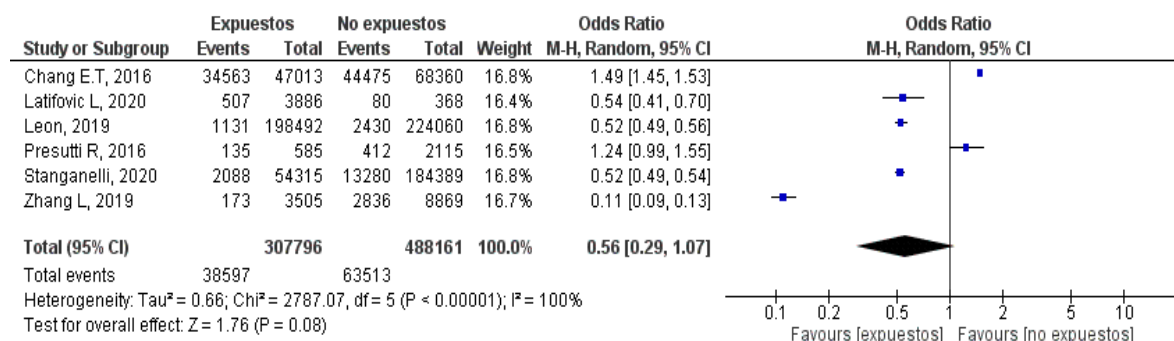 Expuestos No expuestos Odds Ratio Odds Ratio
Study or Subgroup Events Total Events Total Weight M-H, Random, 95% CI M-H, Random, 95% CI
Chang E.T, 2016 34563 47013 44475 68360 16.8% 1.49 [1.45, 1.53]
Latifovic L, 2020 507 3886 80 368 16.4% 0.54 [0.41, 0.70]
Leon, 2019 1131 198492 2430 224060 16.8% 0.52 [0.49, 0.56]
Presutti R, 2016 135 585 412 2115 16.5% 1.24 [0.99, 1.55]
Stanganelli, 2020 2088 54315 13280 184389 16.8% 0.52 [0.49, 0.54]
Zhang L, 2019 173 3505 2836 8869 16.7% 0.11 [0.09, 0.13]
Total (95% CI) 307796 488161 100.0% 0.56 [0.29, 1.07]
Total events 38597 63513
Heterogeneity: Tau² = 0.66; Chi² = 2787.07, df = 5 (P < 0.00001); I² = 100%
Test for overall effect: Z = 1.76 (P = 0.08)
0.1 0.2 0.5 1 2 5 10
Favours [expuestos] Favours [no expuestos]